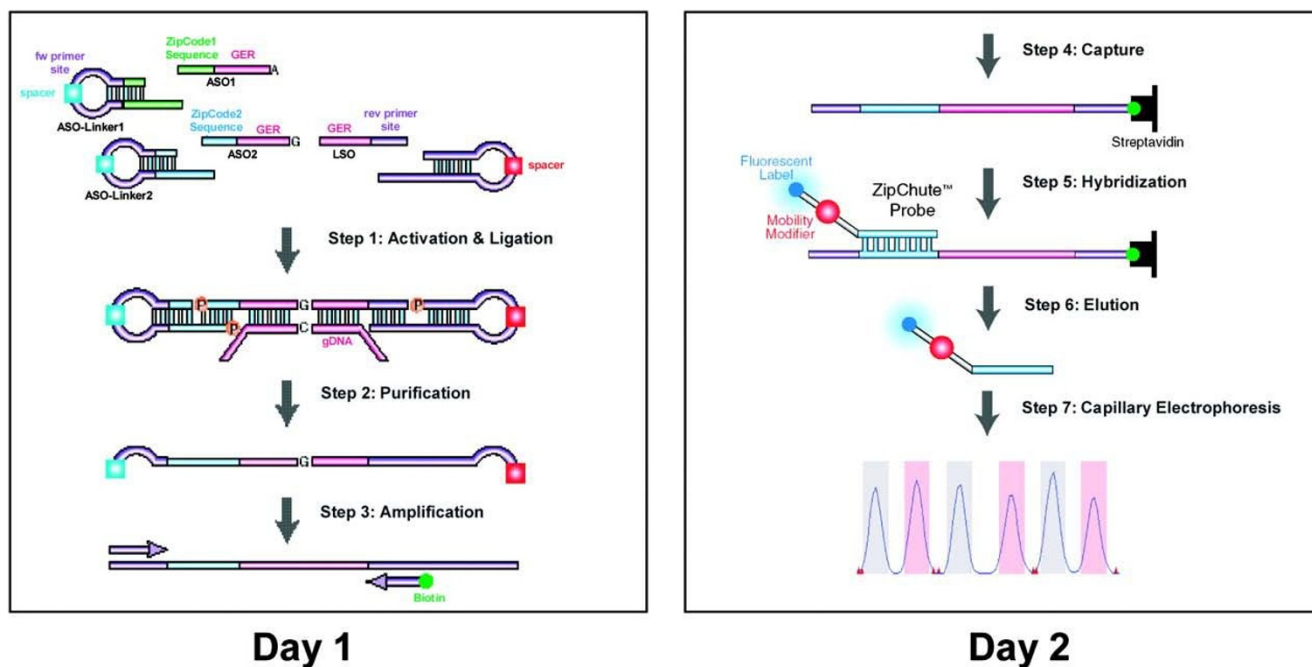 ZipCode1
Sequence
GER
A
ASO1
fw primer
site
spacer
ASO-Linker1
ZipCode2
Sequence
GER
G
ASO2
GER
rev primer
site
LSO
spacer
ASO-Linker2
Step 1: Activation & Ligation
P
G
P
P
C
gDNA
Step 2: Purification
G
Step 3: Amplification
Biotin
Day 1
Step 4: Capture
Streptavidin
Fluorescent
Label
ZipChute™
Probe
Mobility
Modifier
Step 5: Hybridization
Step 6: Elution
Step 7: Capillary Electrophoresis
Day 2